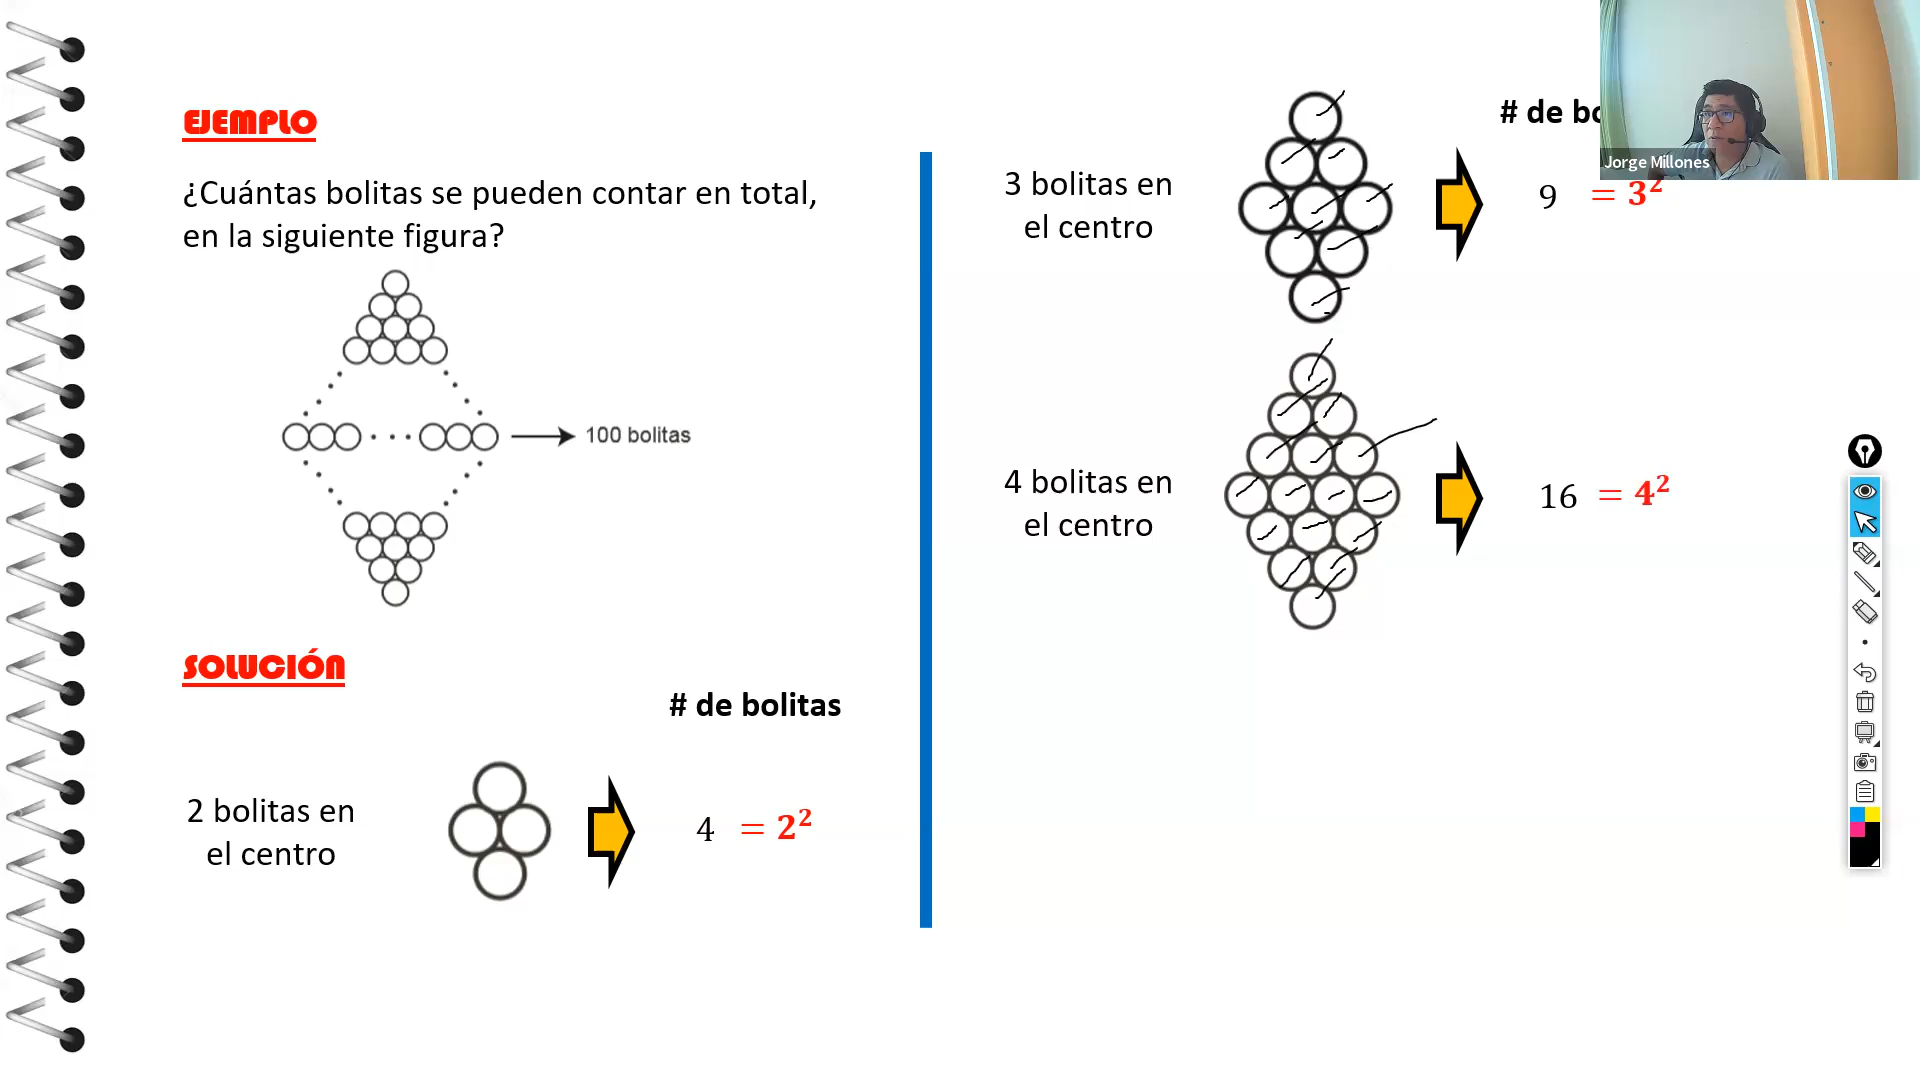 EJEMPLO
¿Cuántas bolitas se pueden contar en total,
en la siguiente figura?
100 bolitas
SOLUCIÓN
# de bolitas
2 bolitas en
el centro
4 = 2²
# de
3 bolitas en
el centro
9 = 3²
4 bolitas en
el centro
16 = 4²
Jorge Millones